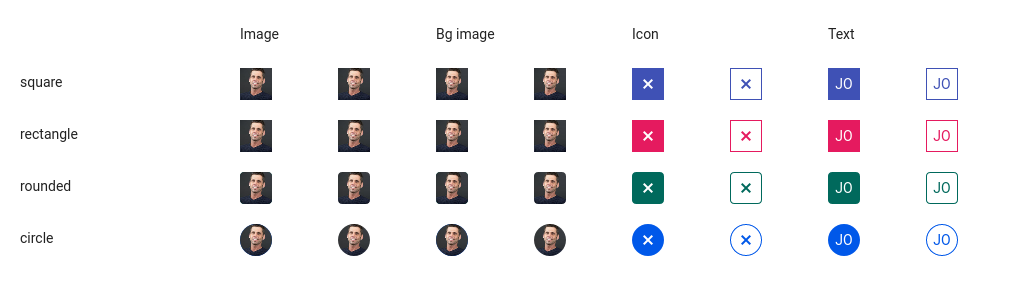 Image Bg image Icon Text
square JO JO
rectangle JO JO
rounded JO JO
circle JO JO